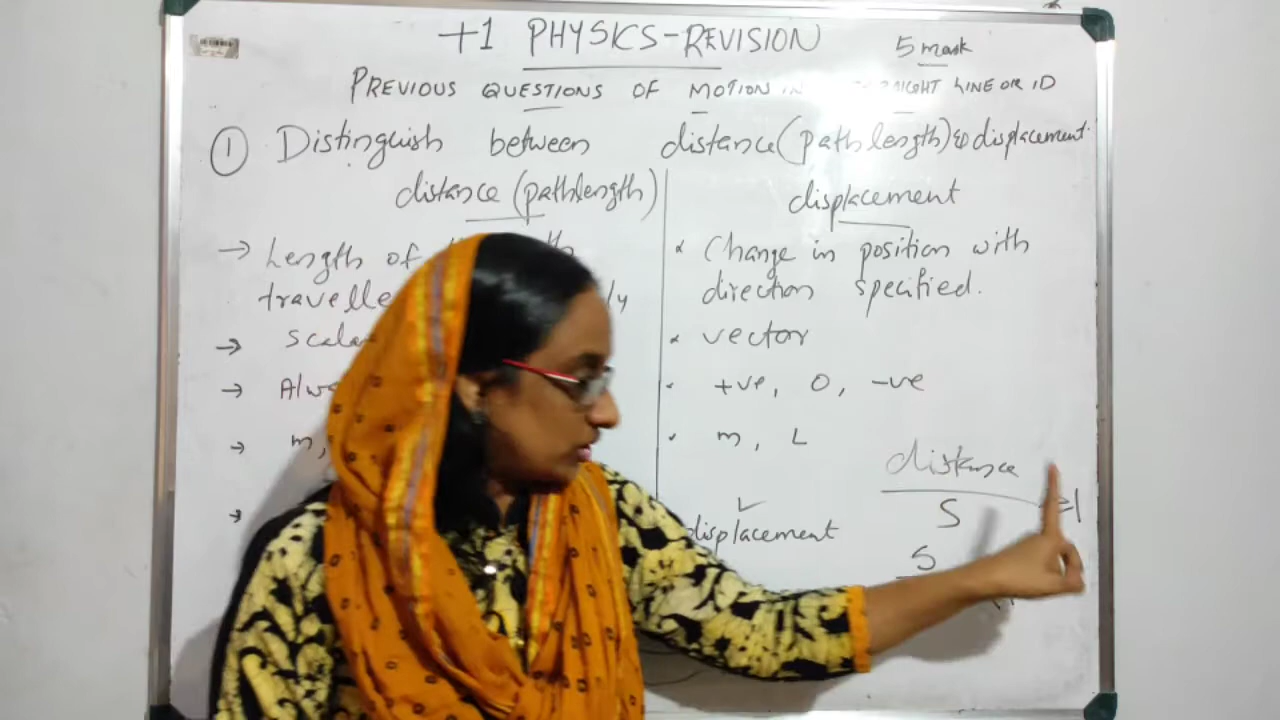 +1 PHYSICS-REVISION
5 mark
PREVIOUS QUESTIONS OF MOTION IN LINE OR 1D
① Distinguish between distance (path length) & displacement
distance (pathlength)
→ Length of
travelle
→ scala
→ Alwa
→ m,
→
displacement
× Change in position with
direction specified.
× vector
· +ve, 0, -ve
· m, L
✓
displacement
distance
S
≥1
S